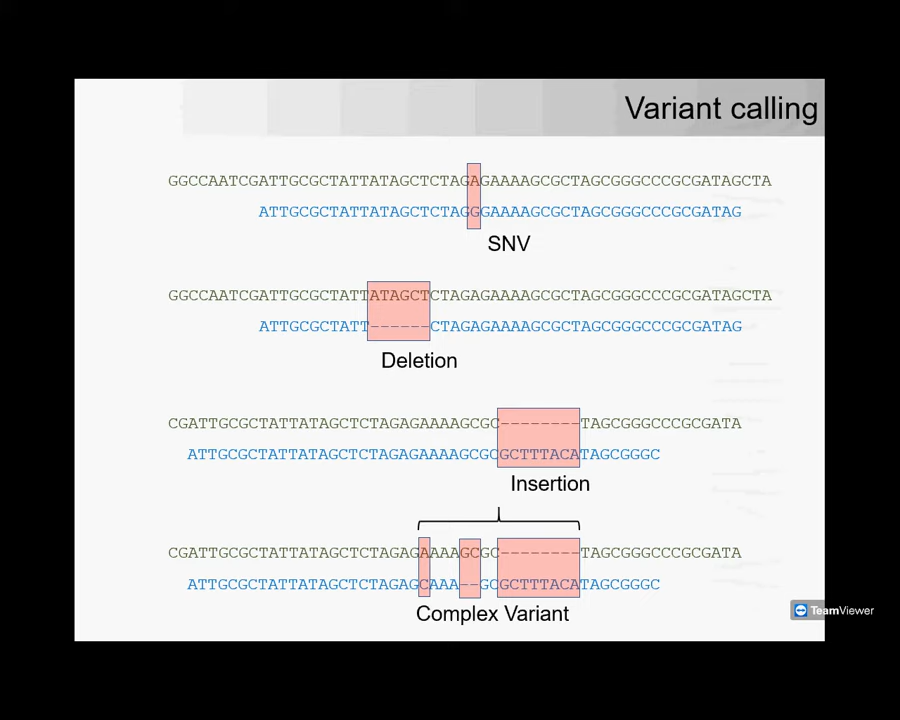 Variant calling
GGCCAATCGATTGCGCTATTATAGCTCTAGAGAAAAGCGCTAGCGGGCCCGCGATAGCTA
ATTGCGCTATTATAGCTCTAGGGAAAAGCGCTAGCGGGCCCGCGATAG
SNV
GGCCAATCGATTGCGCTATTATAGCTCTAGAGAAAAGCGCTAGCGGGCCCGCGATAGCTA
ATTGCGCTATT------CTAGAGAAAAGCGCTAGCGGGCCCGCGATAG
Deletion
CGATTGCGCTATTATAGCTCTAGAGAAAAGCGC--------TAGCGGGCCCGCGATA
ATTGCGCTATTATAGCTCTAGAGAAAAGCGCGCTTTACATAGCGGGC
Insertion
CGATTGCGCTATTATAGCTCTAGAGAAAAGCGC--------TAGCGGGCCCGCGATA
ATTGCGCTATTATAGCTCTAGAGCAAA--GCGCTTTACATAGCGGGC
Complex Variant
TeamViewer